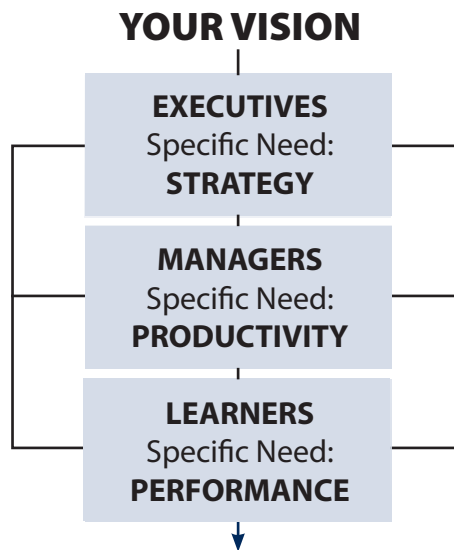 YOUR VISION
EXECUTIVES
Specific Need:
STRATEGY
MANAGERS
Specific Need:
PRODUCTIVITY
LEARNERS
Specific Need:
PERFORMANCE